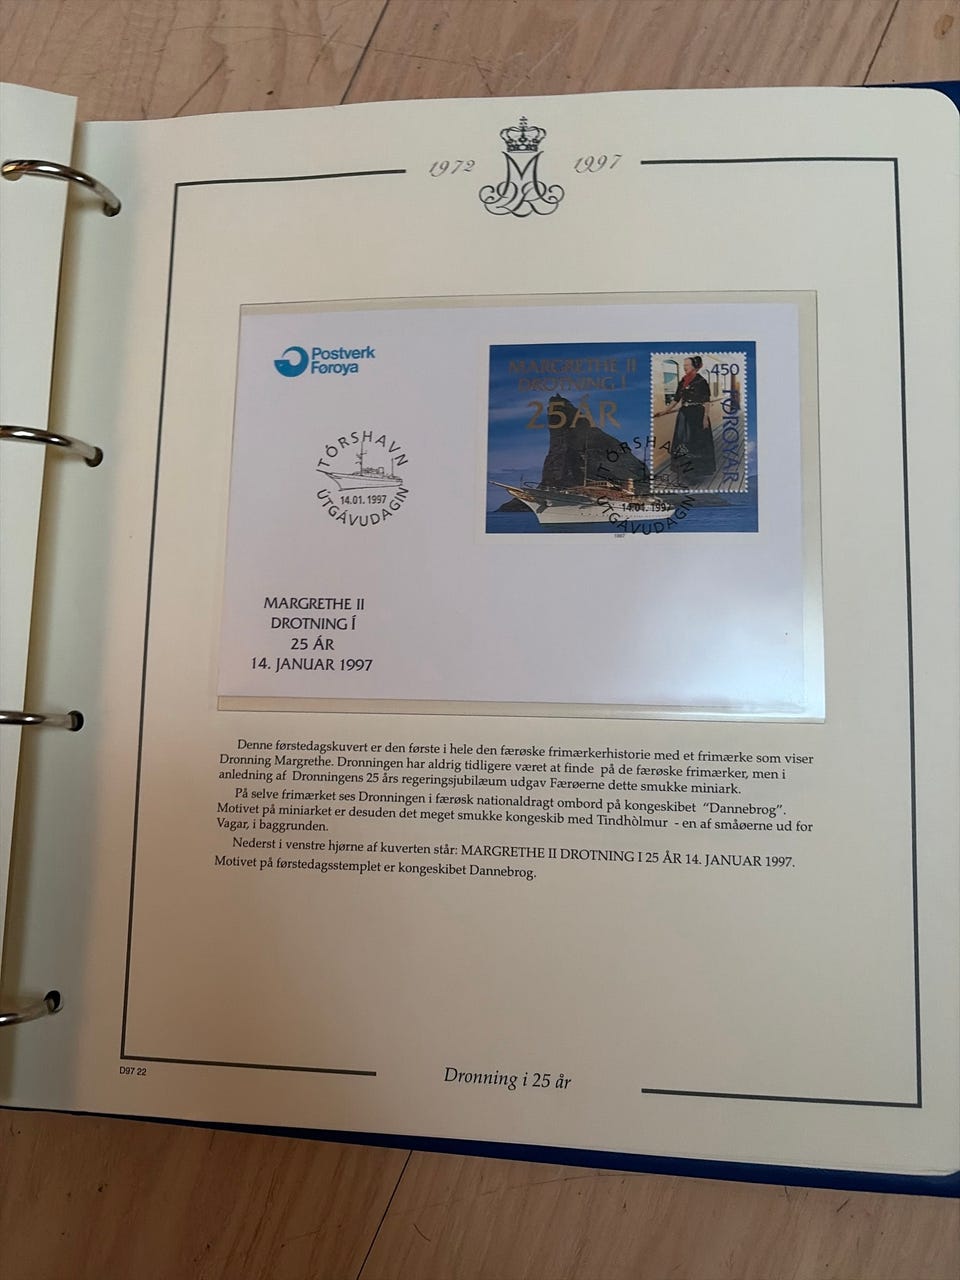 1972 1997
Postverk
Føroya
TÓRSHAVN
14.01.1997
ÚTGÁVUDAGIN
MARGRETHE II
DROTNING Í
25 ÁR
450
FØROYAR
TÓRSHAVN
14.01.1997
ÚTGÁVUDAGIN
1997
MARGRETHE II
DROTNING Í
25 ÁR
14. JANUAR 1997
Denne førstedagskuvert er den første i hele den færøske frimærkerhistorie med et frimærke som viser
Dronning Margrethe. Dronningen har aldrig tidligere været at finde på de færøske frimærker, men i
anledning af Dronningens 25 års regeringsjubilæum udgav Færøerne dette smukke miniark.
På selve frimærket ses Dronningen i færøsk nationaldragt ombord på kongeskibet “Dannebrog”.
Motivet på miniarket er desuden det meget smukke kongeskib med Tindhòlmur - en af småøerne ud for
Vagar, i baggrunden.
Nederst i venstre hjørne af kuverten står: MARGRETHE II DROTNING I 25 ÅR 14. JANUAR 1997.
Motivet på førstedagsstemplet er kongeskibet Dannebrog.
D97 22
Dronning i 25 år